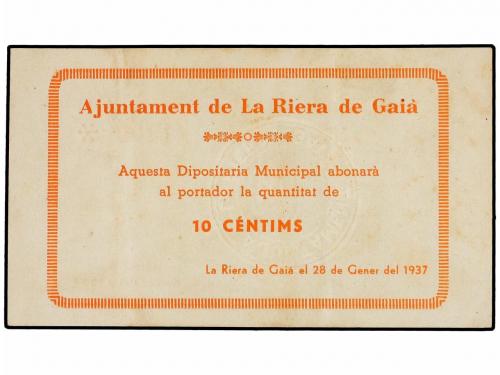 Ajuntament de La Riera de Gaià
Aquesta Dipositaria Municipal abonarà
al portador la quantitat de
10 CÉNTIMS
La Riera de Gaiá el 28 de Gener del 1937